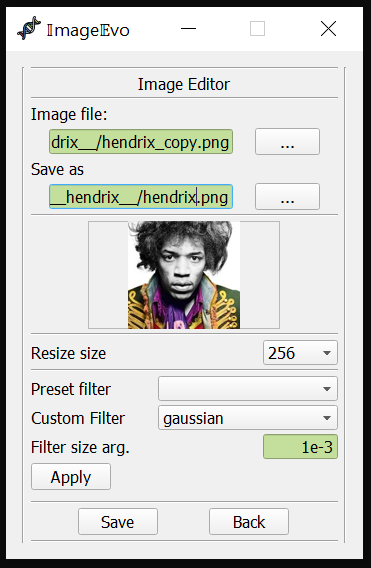 ImageEvo
Image Editor
Image file:
drix__/hendrix_copy.png
...
Save as
__hendrix__/hendrix.png
...
Resize size
256
Preset filter
Custom Filter
gaussian
Filter size arg.
1e-3
Apply
Save
Back